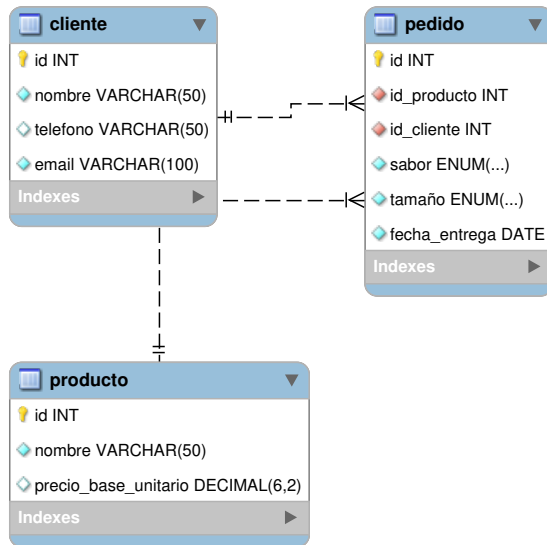 cliente
id INT
nombre VARCHAR(50)
telefono VARCHAR(50)
email VARCHAR(100)
Indexes
pedido
id INT
id_producto INT
id_cliente INT
sabor ENUM(...)
tamaño ENUM(...)
fecha_entrega DATE
Indexes
producto
id INT
nombre VARCHAR(50)
precio_base_unitario DECIMAL(6,2)
Indexes